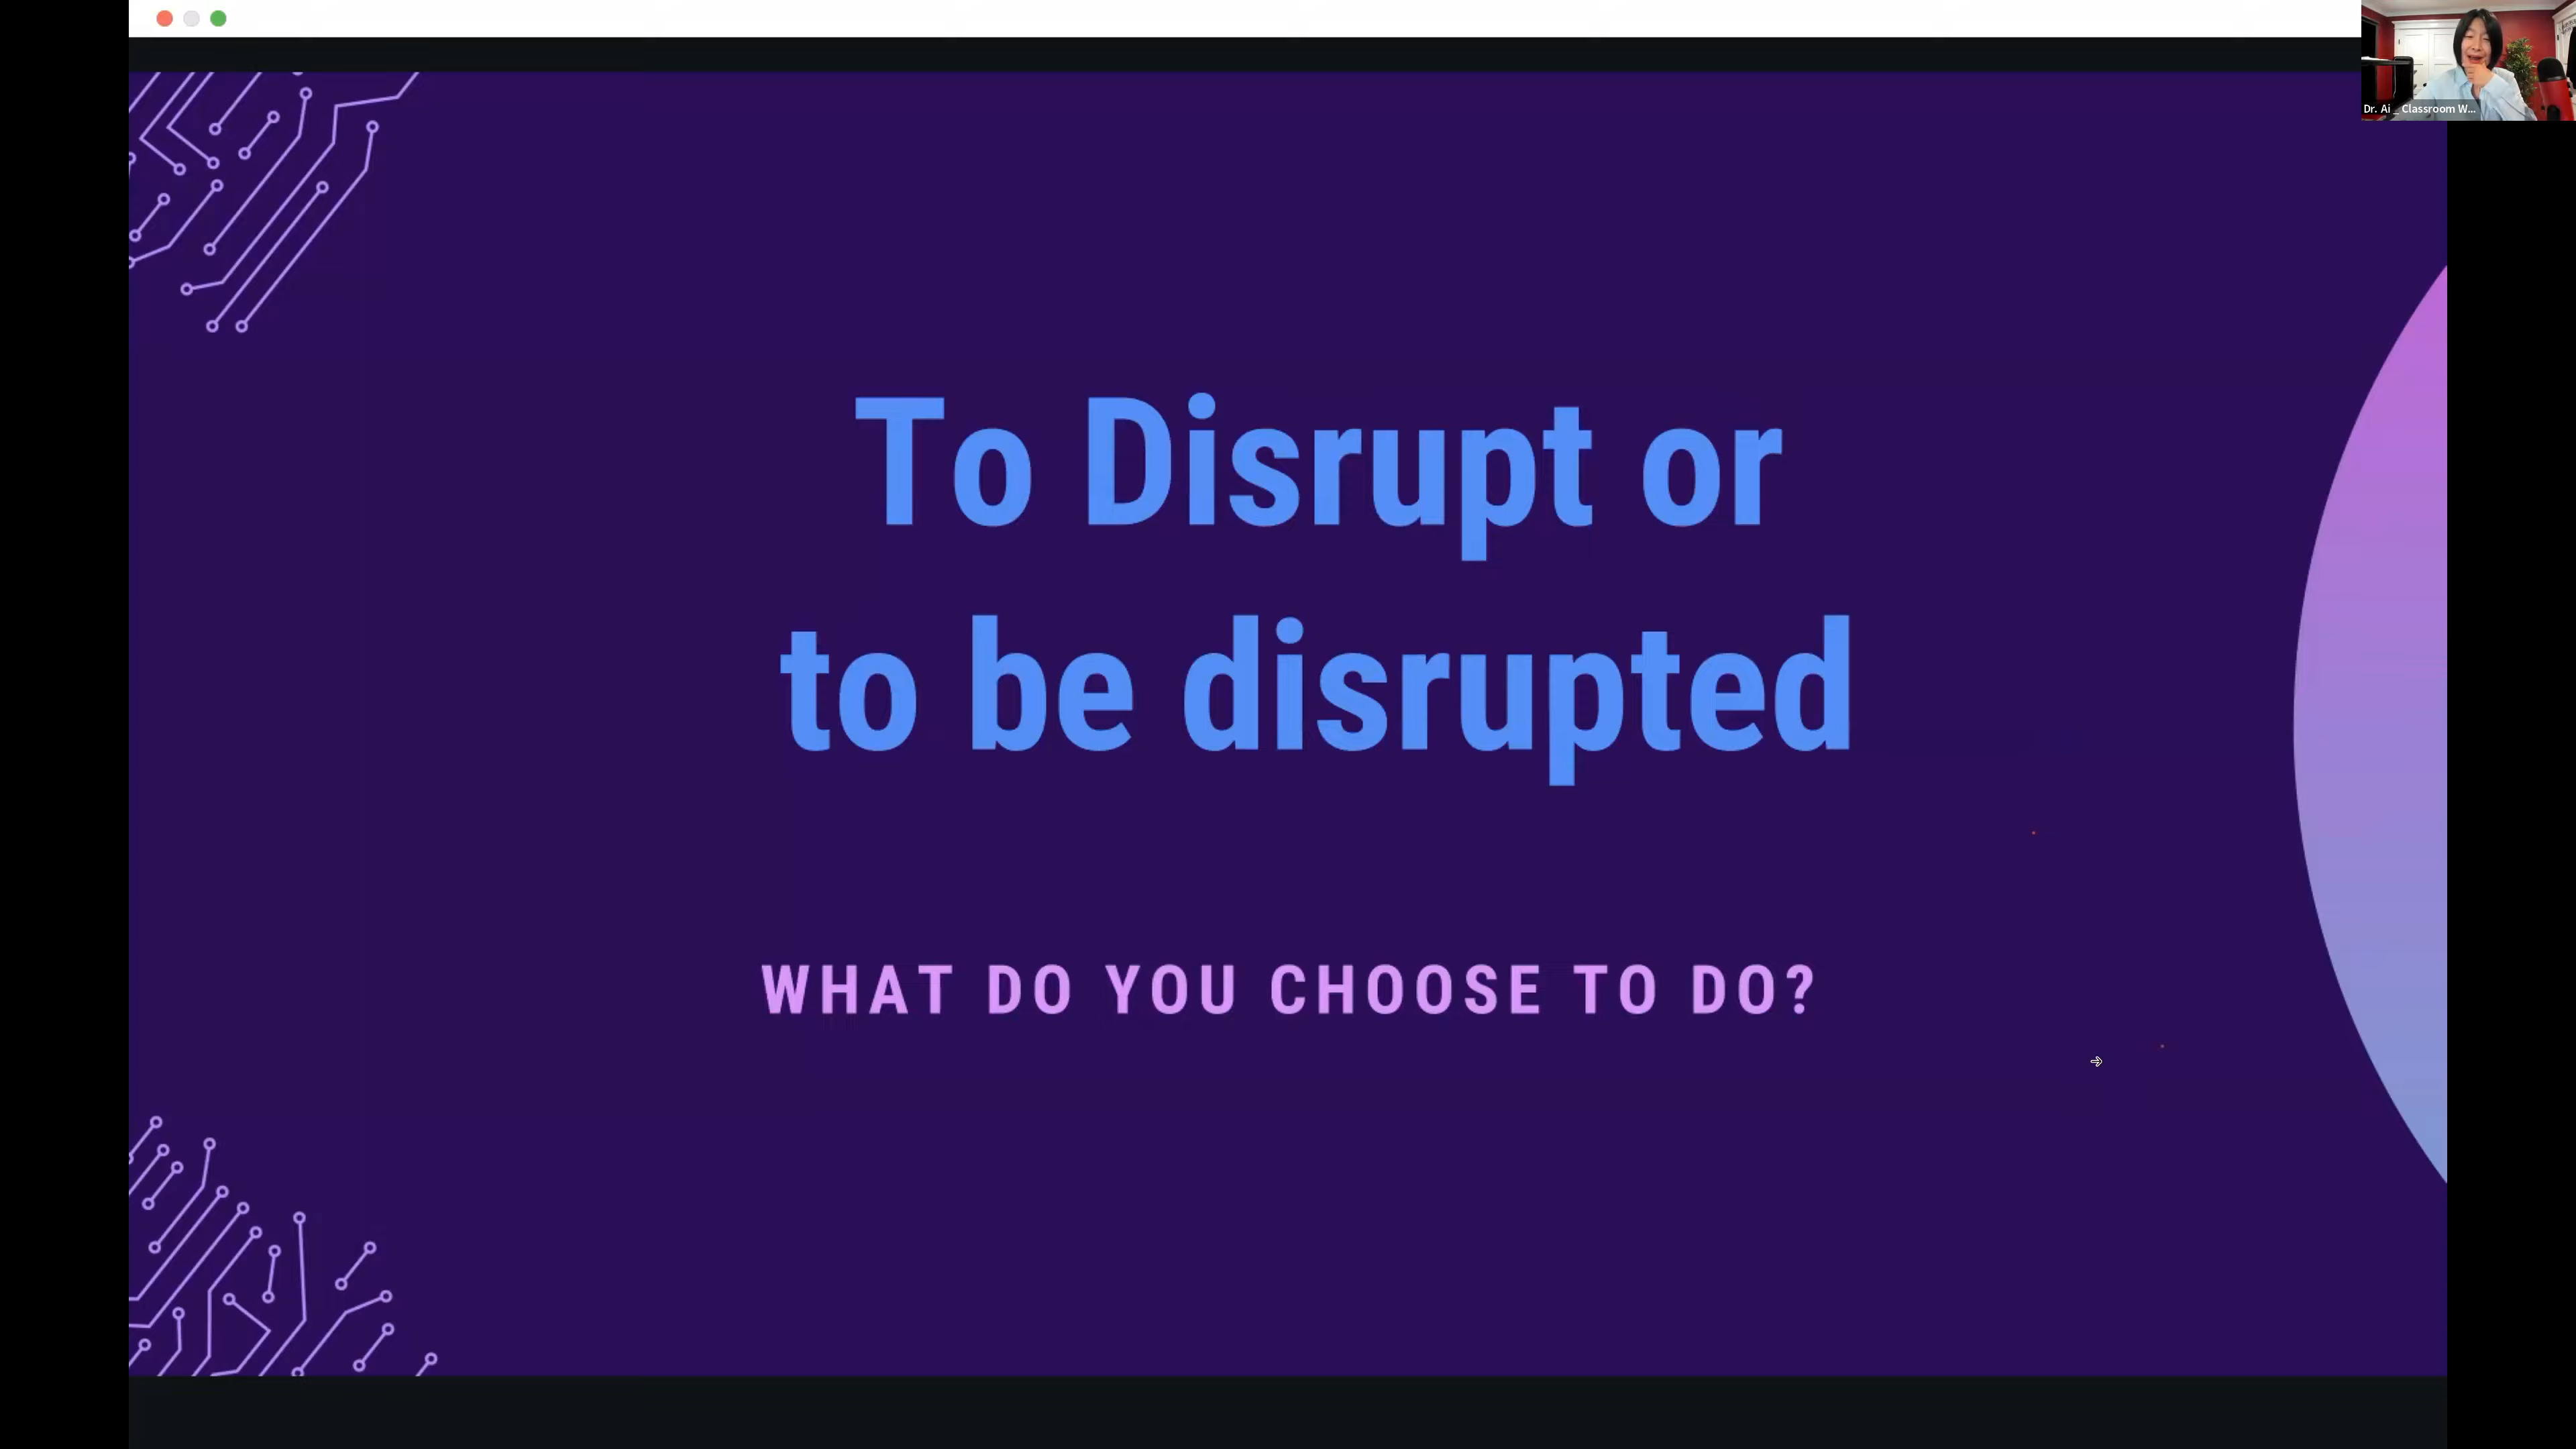 Dr. Ai _ Classroom W...
To Disrupt or
to be disrupted
WHAT DO YOU CHOOSE TO DO?